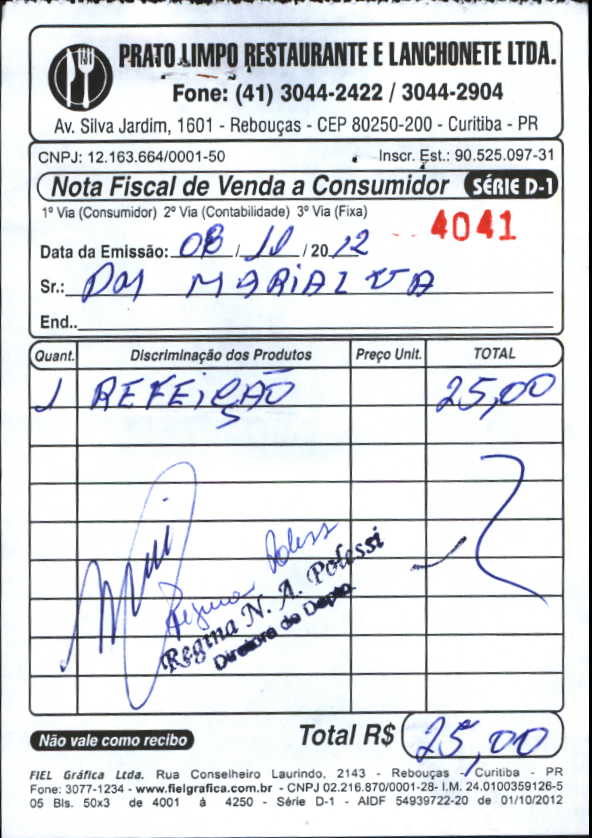 PRATO LIMPO RESTAURANTE E LANCHONETE LTDA.
Fone: (41) 3044-2422 / 3044-2904
Av. Silva Jardim, 1601 - Rebouças - CEP 80250-200 - Curitiba - PR
CNPJ: 12.163.664/0001-50 Inscr. Est.: 90.525.097-31
Nota Fiscal de Venda a Consumidor SÉRIE D-1
1º Via (Consumidor) 2º Via (Contabilidade) 3º Via (Fixa)
4041
Data da Emissão: 08 / 10 / 20 12
Sr.: PM MARIALVA
End..
Quant. Discriminação dos Produtos Preço Unit. TOTAL
1 REFEIÇÃO 25,00
Regina N. A. Polessi
Diretora de Depto.
Não vale como recibo Total R$ 25,00
FIEL Gráfica Ltda. Rua Conselheiro Laurindo, 2143 - Rebouças - Curitiba - PR
Fone: 3077-1234 - www.fielgrafica.com.br - CNPJ 02.216.870/0001-28- I.M. 24.0100359126-5
05 Bls. 50x3 de 4001 à 4250 - Série D-1 - AIDF 54939722-20 de 01/10/2012